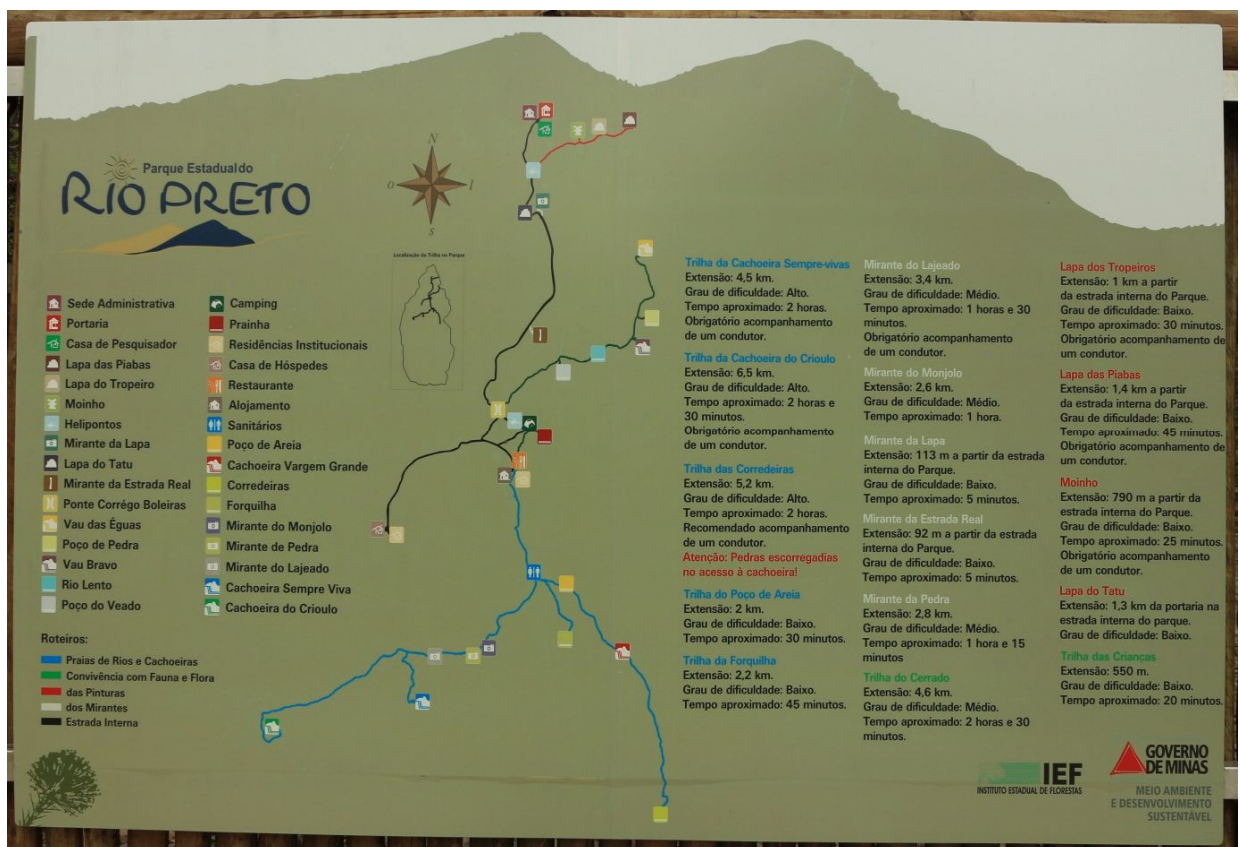 Parque Estadual do
RIO PRETO
N
O
l
s
Localização da Trilha no Parque
Sede Administrativa
Portaria
Casa de Pesquisador
Lapa das Piabas
Lapa do Tropeiro
Moinho
Helipontos
Mirante da Lapa
Lapa do Tatu
Mirante da Estrada Real
Ponte Corrégo Boleiras
Vau das Éguas
Poço de Pedra
Vau Bravo
Rio Lento
Poço do Veado
Camping
Prainha
Residências Institucionais
Casa de Hóspedes
Restaurante
Alojamento
Sanitários
Poço de Areia
Cachoeira Vargem Grande
Corredeiras
Forquilha
Mirante do Monjolo
Mirante de Pedra
Mirante do Lajeado
Cachoeira Sempre Viva
Cachoeira do Crioulo
Roteiros:
Praias de Rios e Cachoeiras
Convivência com Fauna e Flora
das Pinturas
dos Mirantes
Estrada Interna
Trilha da Cachoeira Sempre-vivas
Extensão: 4,5 km.
Grau de dificuldade: Alto.
Tempo aproximado: 2 horas.
Obrigatório acompanhamento
de um condutor.
Trilha da Cachoeira do Crioulo
Extensão: 6,5 km.
Grau de dificuldade: Alto.
Tempo aproximado: 2 horas e
30 minutos.
Obrigatório acompanhamento
de um condutor.
Trilha das Corredeiras
Extensão: 5,2 km.
Grau de dificuldade: Alto.
Tempo aproximado: 2 horas.
Recomendado acompanhamento
de um condutor.
Atenção: Pedras escorregadias
no acesso à cachoeira!
Trilha do Poço de Areia
Extensão: 2 km.
Grau de dificuldade: Baixo.
Tempo aproximado: 30 minutos.
Trilha da Forquilha
Extensão: 2,2 km.
Grau de dificuldade: Baixo.
Tempo aproximado: 45 minutos.
Mirante do Lajeado
Extensão: 3,4 km.
Grau de dificuldade: Médio.
Tempo aproximado: 1 horas e 30
minutos.
Obrigatório acompanhamento
de um condutor.
Mirante do Monjolo
Extensão: 2,6 km.
Grau de dificuldade: Médio.
Tempo aproximado: 1 hora.
Mirante da Lapa
Extensão: 113 m a partir da estrada
interna do Parque.
Grau de dificuldade: Baixo.
Tempo aproximado: 5 minutos.
Mirante da Estrada Real
Extensão: 92 m a partir da estrada
interna do Parque.
Grau de dificuldade: Baixo.
Tempo aproximado: 5 minutos.
Mirante da Pedra
Extensão: 2,8 km.
Grau de dificuldade: Médio.
Tempo aproximado: 1 hora e 15
minutos
Trilha do Cerrado
Extensão: 4,6 km.
Grau de dificuldade: Médio.
Tempo aproximado: 2 horas e 30
minutos.
Lapa dos Tropeiros
Extensão: 1 km a partir
da estrada interna do Parque.
Grau de dificuldade: Baixo.
Tempo aproximado: 30 minutos.
Obrigatório acompanhamento de
um condutor.
Lapa das Piabas
Extensão: 1,4 km a partir
da estrada interna do Parque.
Grau de dificuldade: Baixo.
Tempo aproximado: 45 minutos.
Obrigatório acompanhamento de
um condutor.
Moinho
Extensão: 790 m a partir da
estrada interna do Parque.
Grau de dificuldade: Baixo.
Tempo aproximado: 25 minutos.
Obrigatório acompanhamento
de um condutor.
Lapa do Tatu
Extensão: 1,3 km da portaria na
estrada interna do parque.
Grau de dificuldade: Baixo.
Trilha das Crianças
Extensão: 550 m.
Grau de dificuldade: Baixo.
Tempo aproximado: 20 minutos.
IEF
INSTITUTO ESTADUAL DE FLORESTAS
GOVERNO
DE MINAS
MEIO AMBIENTE
E DESENVOLVIMENTO
SUSTENTÁVEL